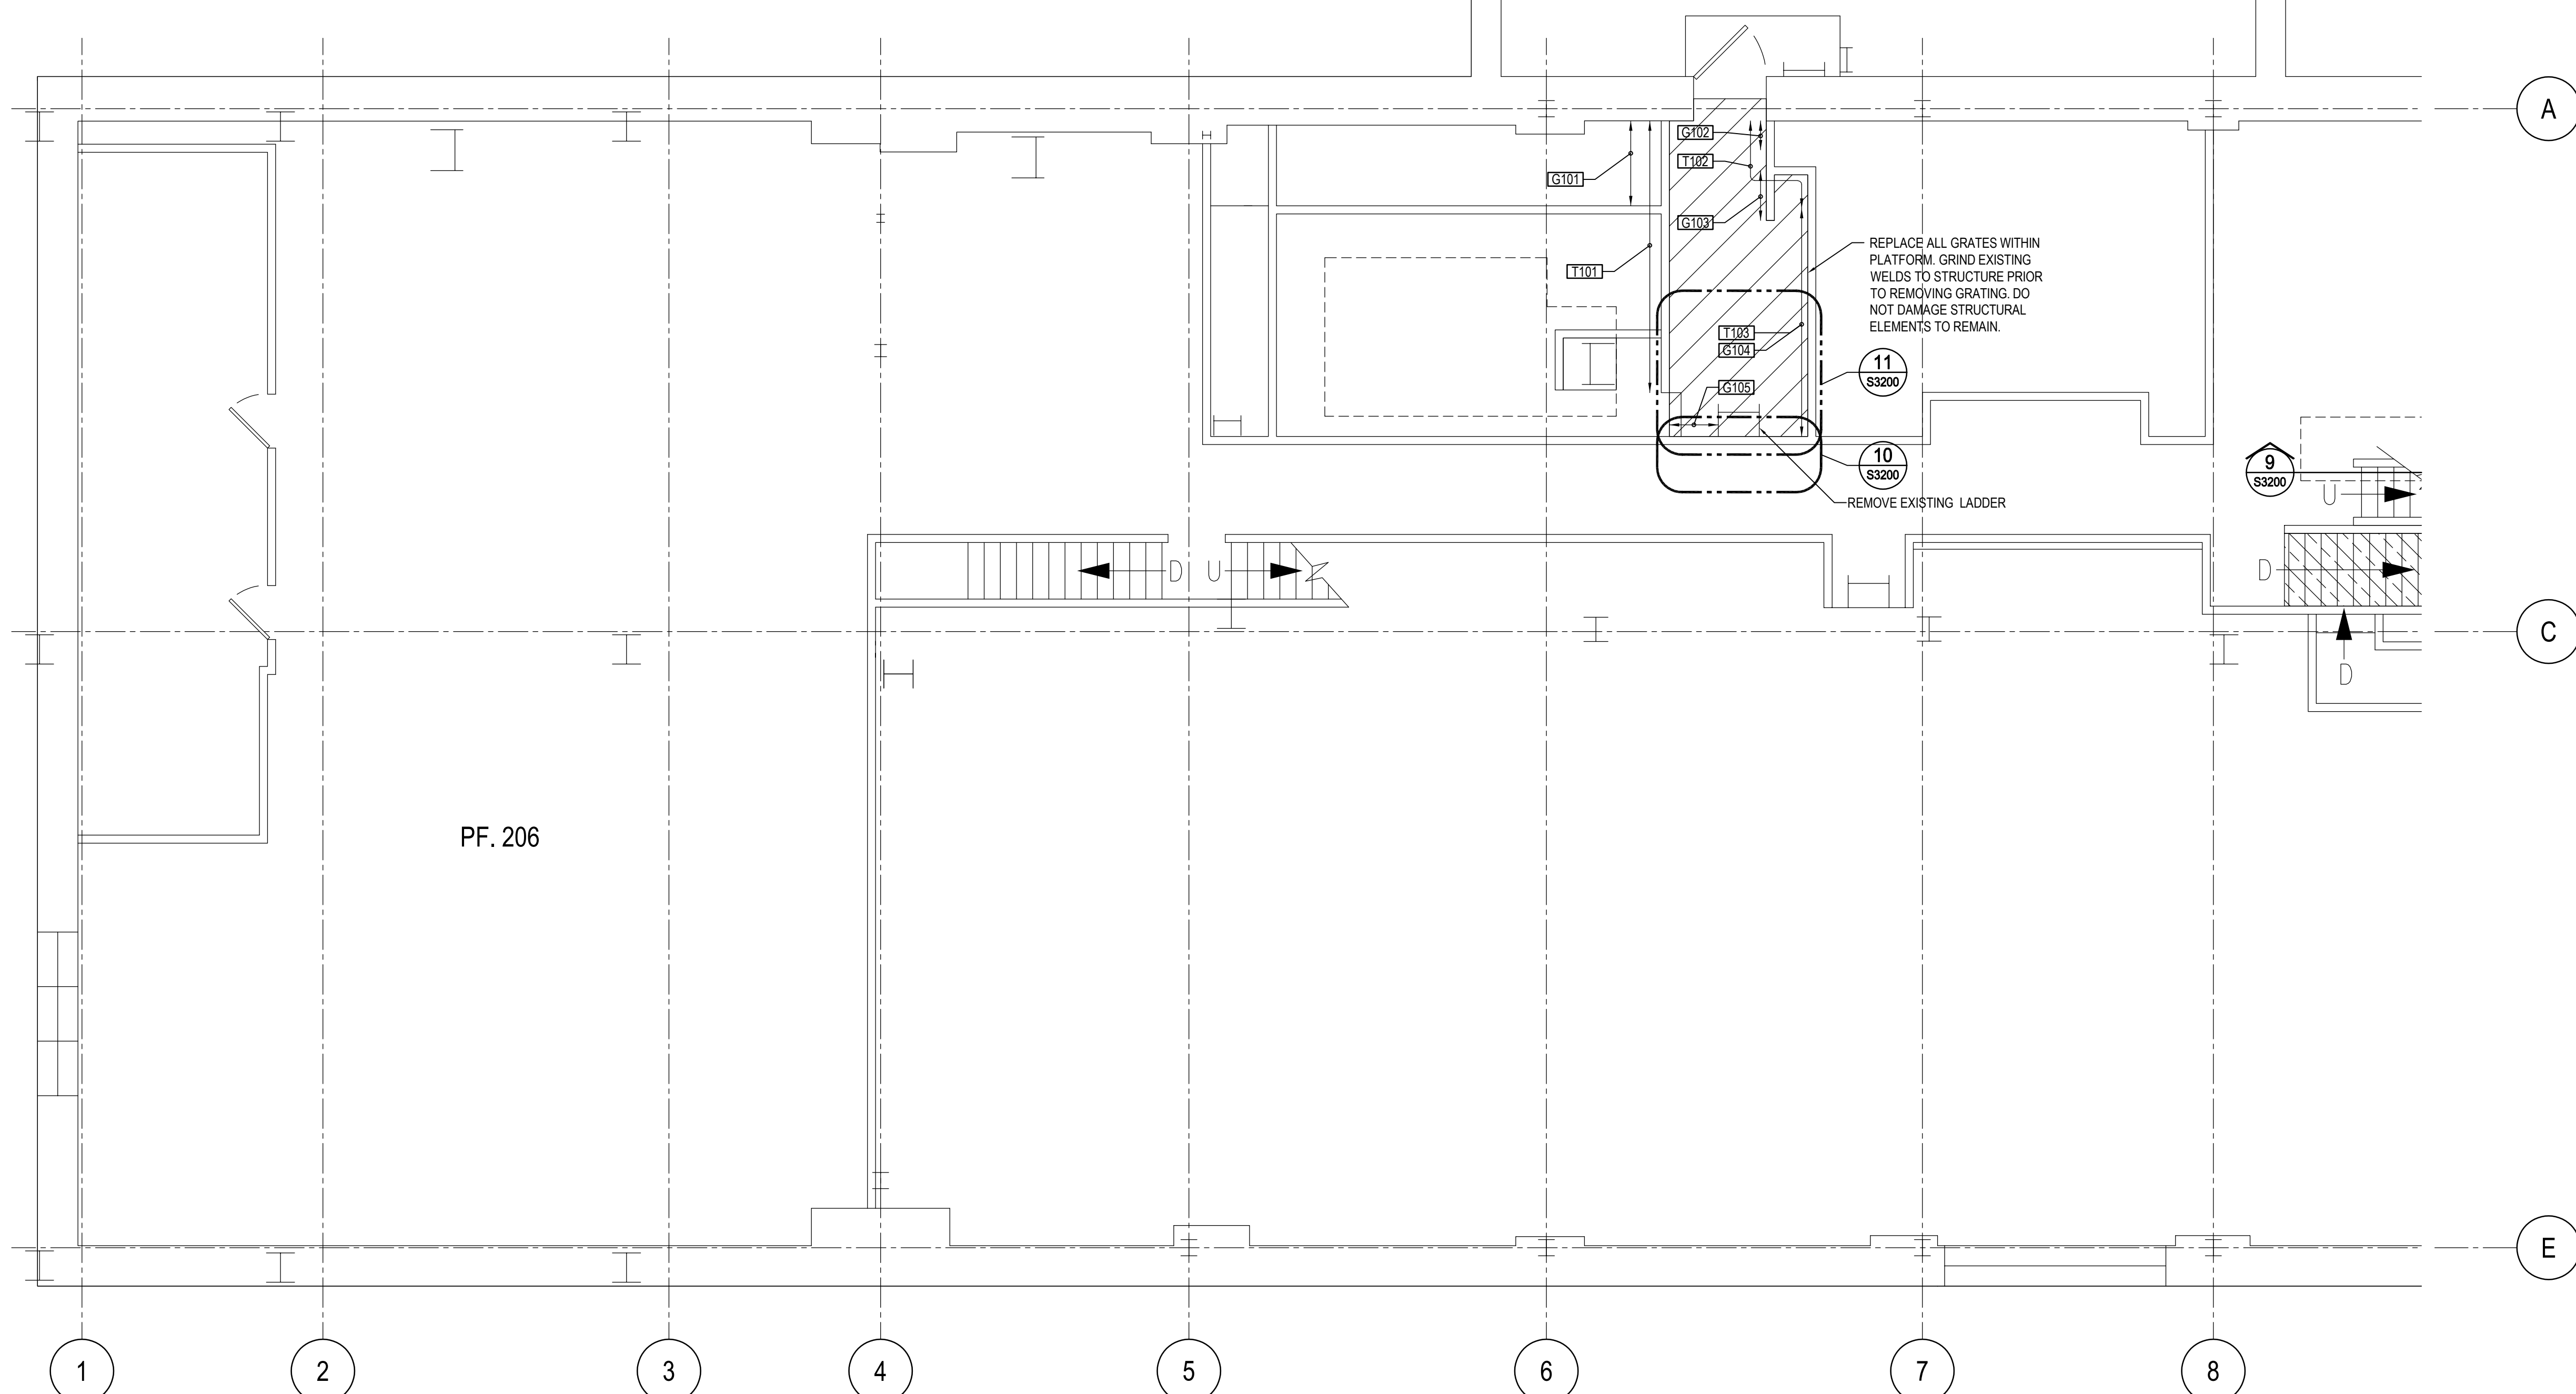 A
G102
T102
G101
G103
T101
REPLACE ALL GRATES WITHIN
PLATFORM. GRIND EXISTING
WELDS TO STRUCTURE PRIOR
TO REMOVING GRATING. DO
NOT DAMAGE STRUCTURAL
ELEMENTS TO REMAIN.
T103
G104
G105
11
S3200
10
S3200
9
S3200
REMOVE EXISTING LADDER
U
D
U
D
C
D
PF. 206
E
1
2
3
4
5
6
7
8